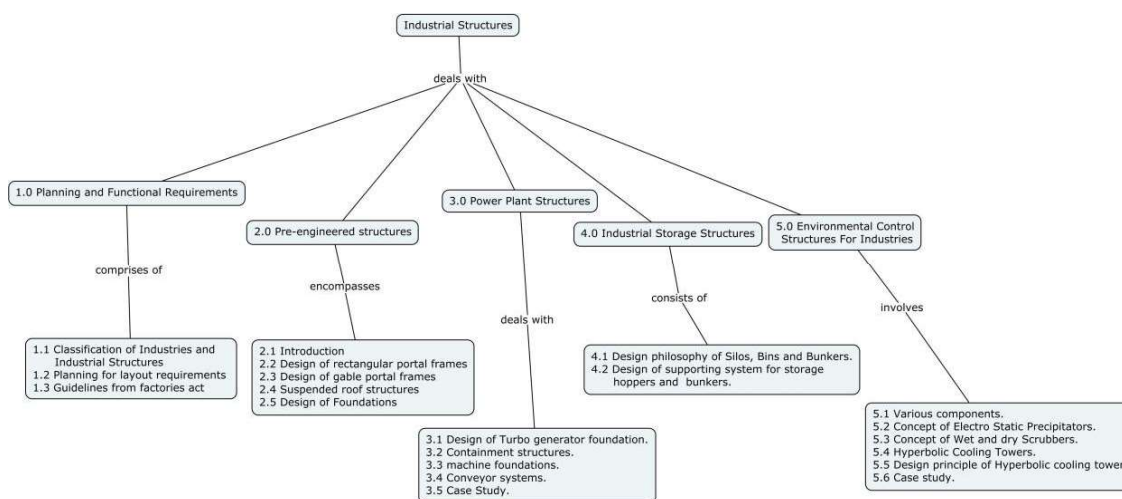 Industrial Structures
deals with
1.0 Planning and Functional Requirements
comprises of
1.1 Classification of Industries and
Industrial Structures
1.2 Planning for layout requirements
1.3 Guidelines from factories act
2.0 Pre-engineered structures
encompasses
2.1 Introduction
2.2 Design of rectangular portal frames
2.3 Design of gable portal frames
2.4 Suspended roof structures
2.5 Design of Foundations
3.0 Power Plant Structures
deals with
3.1 Design of Turbo generator foundation.
3.2 Containment structures.
3.3 machine foundations.
3.4 Conveyor systems.
3.5 Case Study.
4.0 Industrial Storage Structures
consists of
4.1 Design philosophy of Silos, Bins and Bunkers.
4.2 Design of supporting system for storage
hoppers and bunkers.
5.0 Environmental Control
Structures For Industries
involves
5.1 Various components.
5.2 Concept of Electro Static Precipitators.
5.3 Concept of Wet and dry Scrubbers.
5.4 Hyperbolic Cooling Towers.
5.5 Design principle of Hyperbolic cooling tower
5.6 Case study.